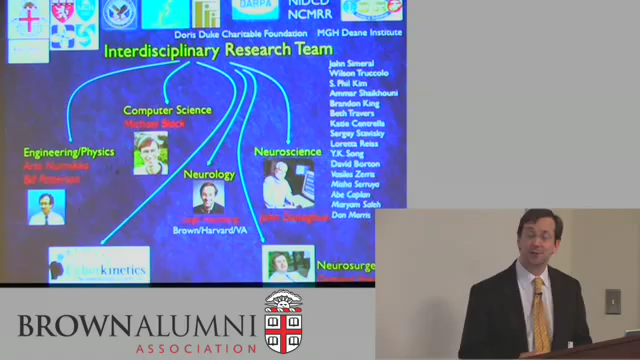 DARPA
NIDCD
NCMRR
Doris Duke Charitable Foundation MGH Deane Institute
Interdisciplinary Research Team
John Simeral
Wilson Truccolo
S. Phil Kim
Ammar Shaikhouni
Brandon King
Beth Travers
Katie Centrella
Sergey Stavisky
Loretta Reiss
Y.K. Song
David Borton
Vasilios Zerris
Misha Serruya
Abe Caplan
Maryam Saleh
Dan Morris
Computer Science
Michael Black
Engineering/Physics
Neurology
Brown/Harvard/VA
Neuroscience
John Donoghue
kinetics
Neurosurge
BROWNALUMNI
ASSOCIATION